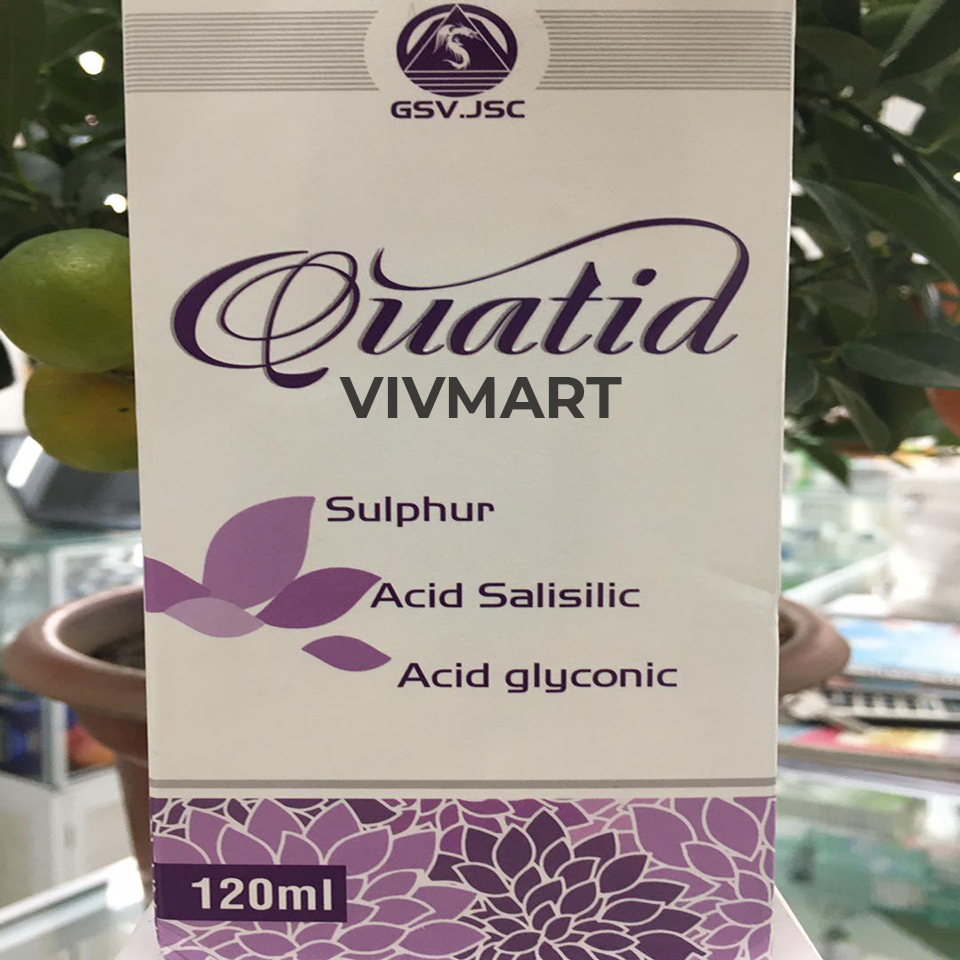 GSV.JSC
Quatid
VIVMART
Sulphur
Acid Salisilic
Acid glyconic
120ml